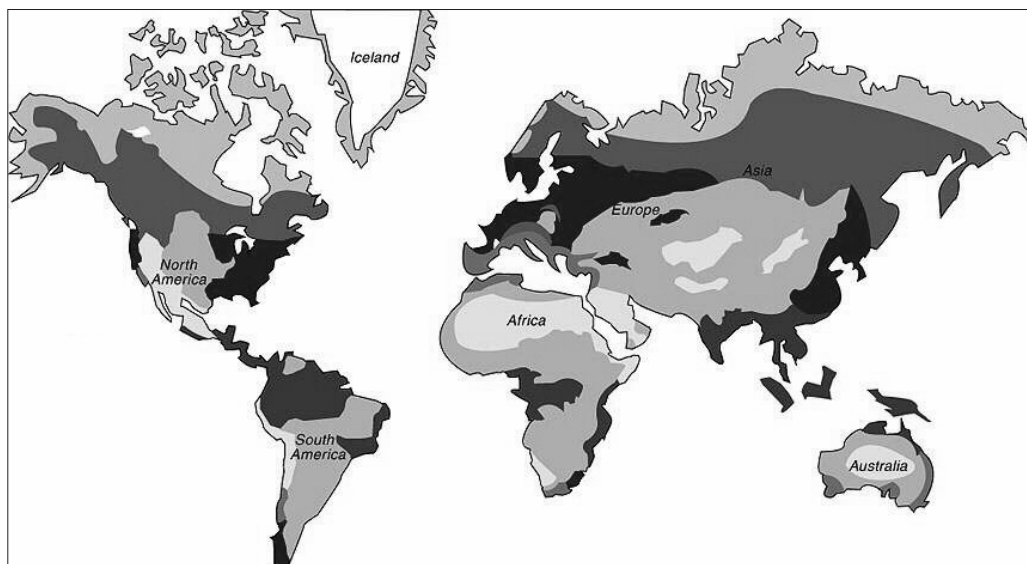 Iceland
Asia
Europe
North
America
Africa
South
America
Australia